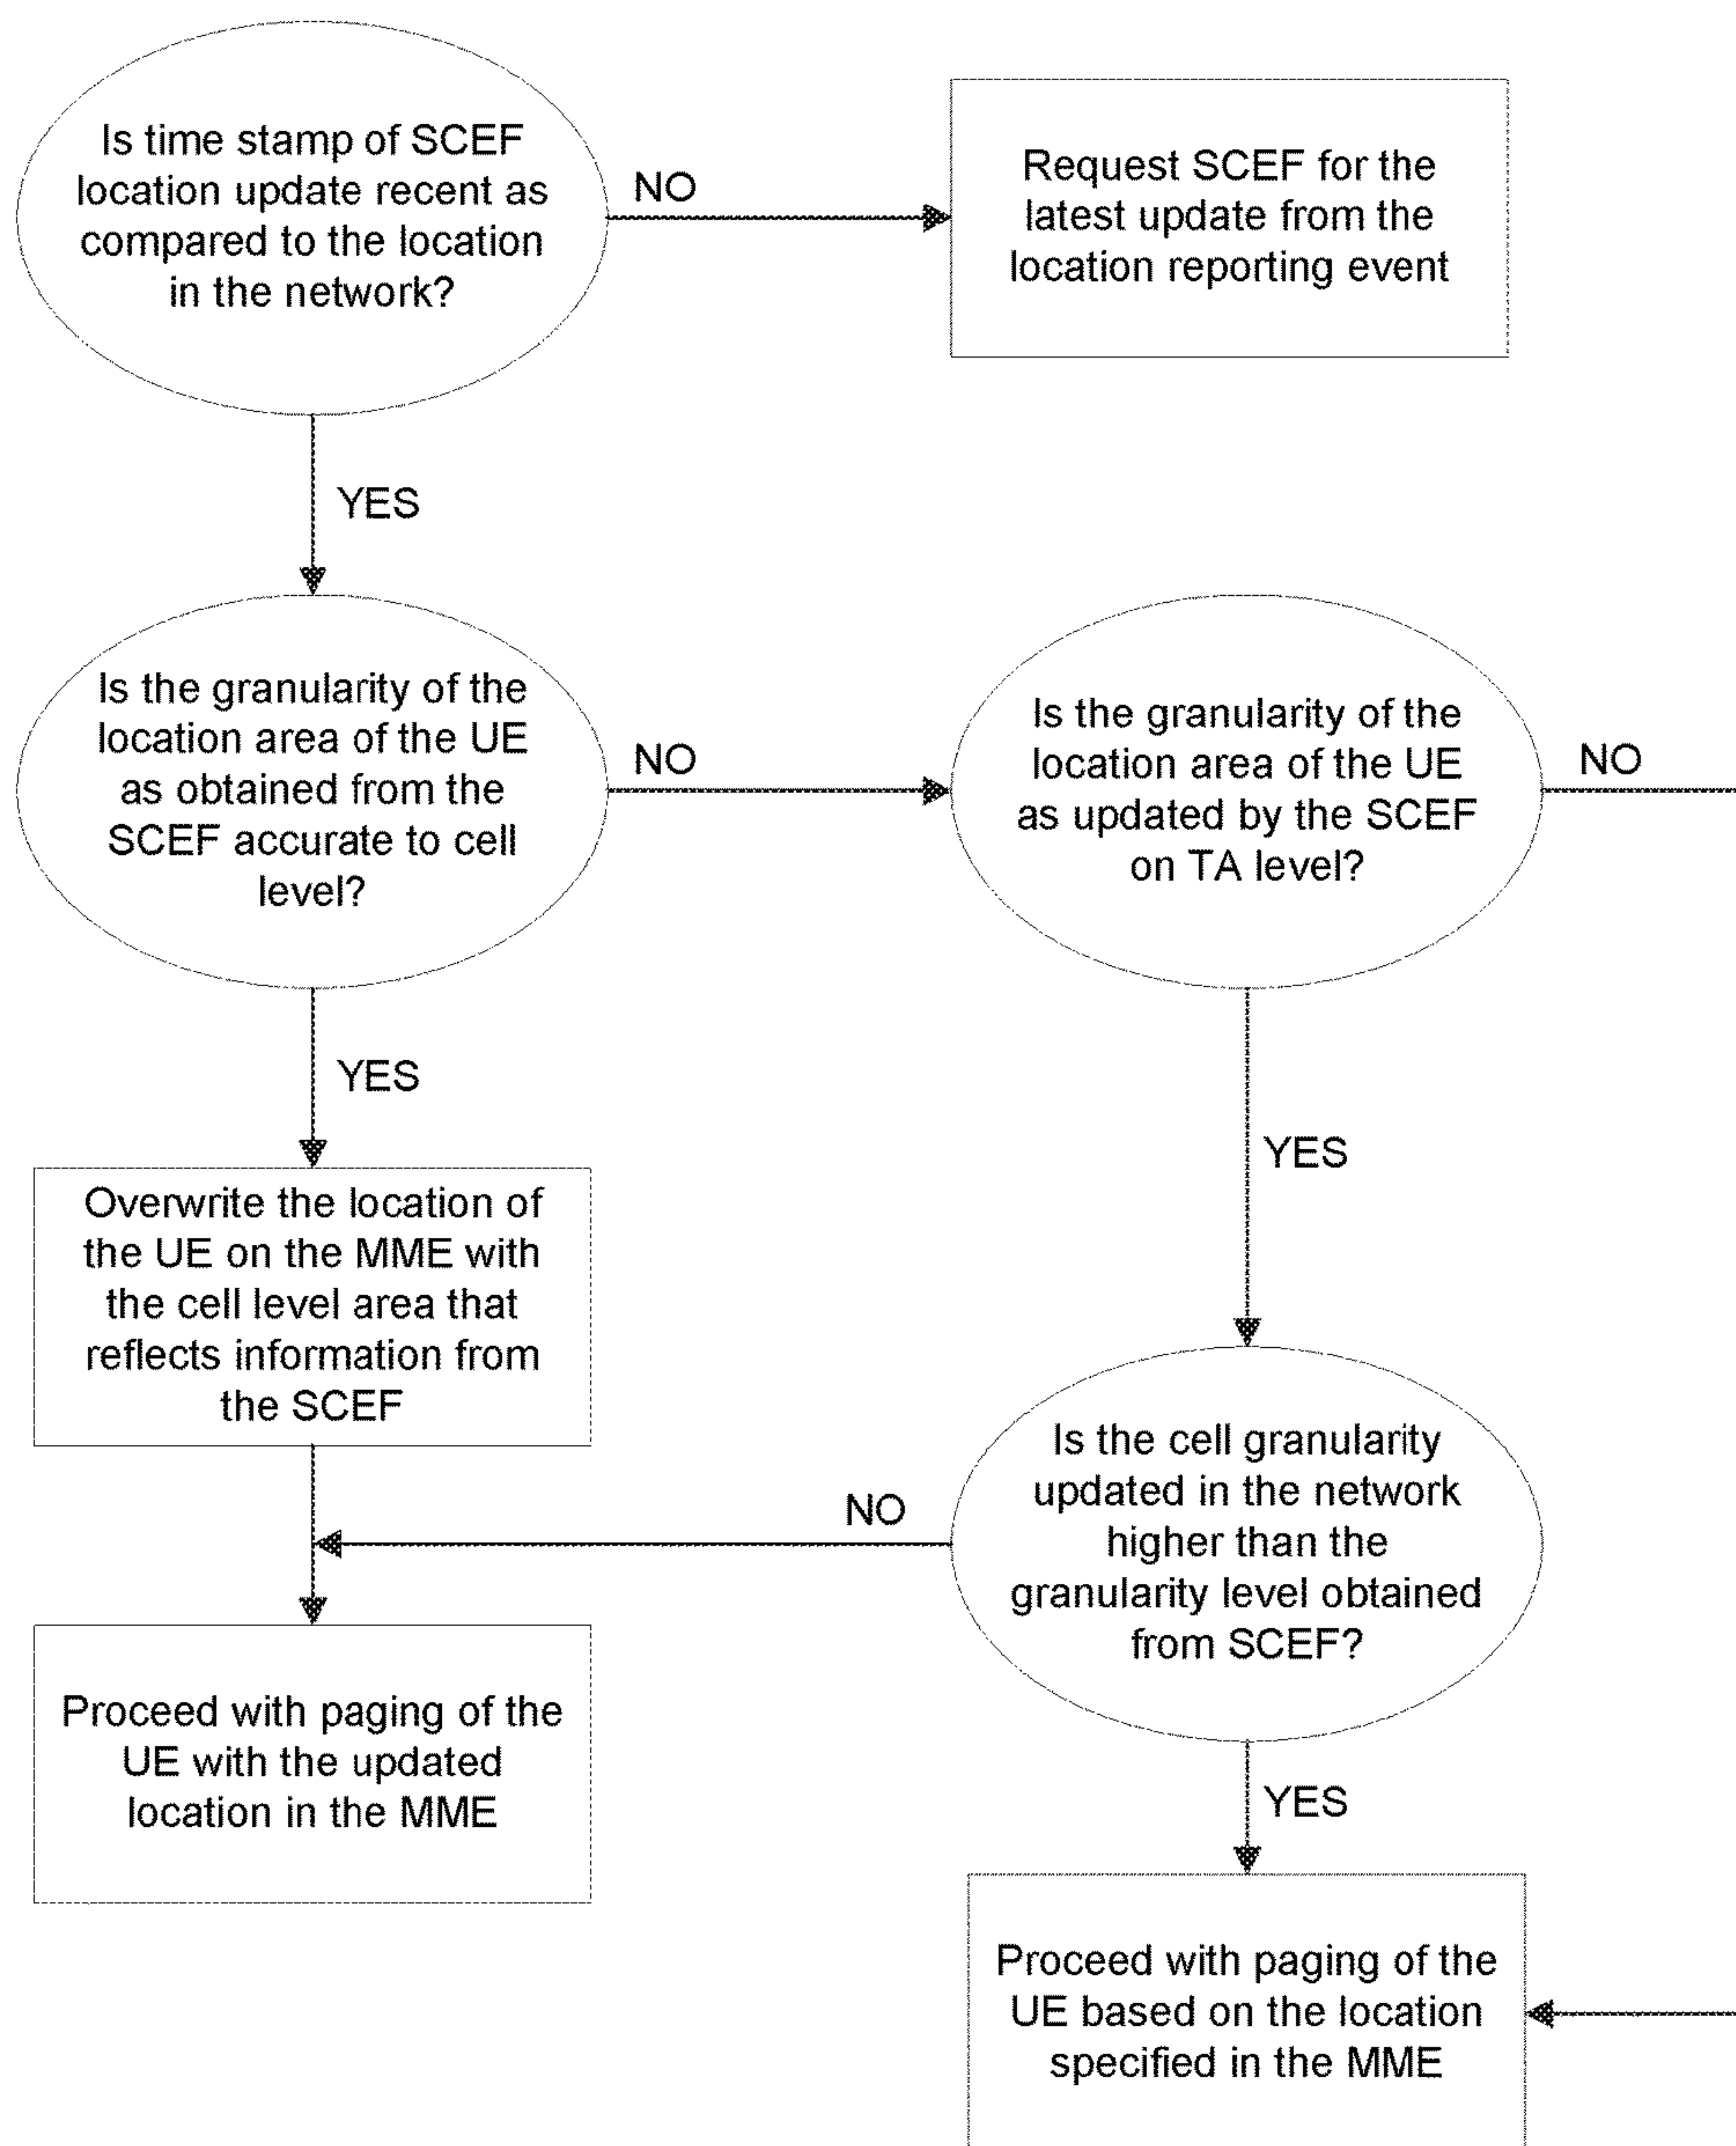 Is time stamp of SCEF
location update recent as
compared to the location
in the network?
NO
Request SCEF for the
latest update from the
location reporting event
YES
Is the granularity of the
location area of the UE
as obtained from the
SCEF accurate to cell
level?
NO
Is the granularity of the
location area of the UE
as updated by the SCEF
on TA level?
NO
YES
YES
Overwrite the location of
the UE on the MME with
the cell level area that
reflects information from
the SCEF
Is the cell granularity
updated in the network
higher than the
granularity level obtained
from SCEF?
NO
Proceed with paging of the
UE with the updated
location in the MME
YES
Proceed with paging of the
UE based on the location
specified in the MME